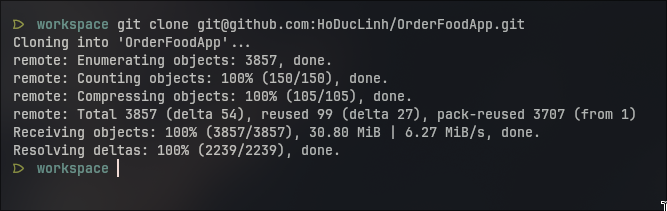 workspace git clone git@github.com:HoDucLinh/OrderFoodApp.git
Cloning into 'OrderFoodApp'...
remote: Enumerating objects: 3857, done.
remote: Counting objects: 100% (150/150), done.
remote: Compressing objects: 100% (105/105), done.
remote: Total 3857 (delta 54), reused 99 (delta 27), pack-reused 3707 (from 1)
Receiving objects: 100% (3857/3857), 30.80 MiB | 6.27 MiB/s, done.
Resolving deltas: 100% (2239/2239), done.
workspace